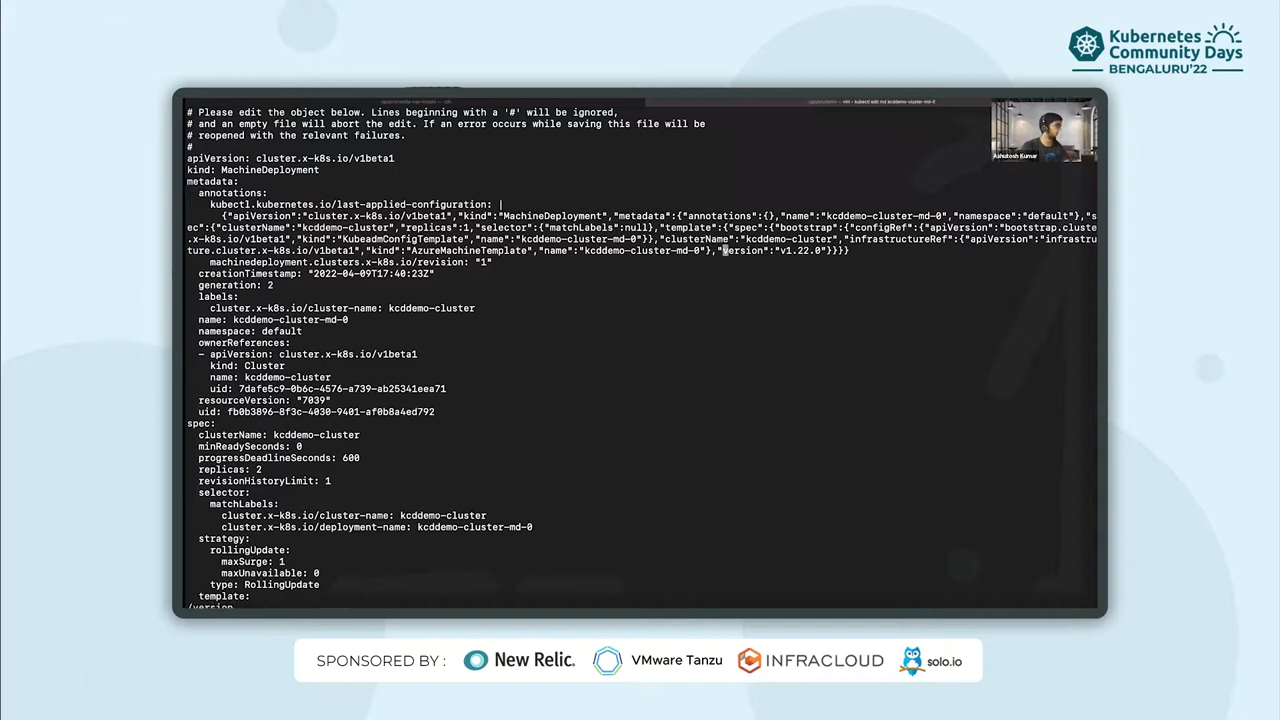 Kubernetes
Community Days
BENGALURU'22
# Please edit the object below. Lines beginning with a '#' will be ignored,
# and an empty file will abort the edit. If an error occurs while saving this file will be
# reopened with the relevant failures.
#
apiVersion: cluster.x-k8s.io/v1beta1
kind: MachineDeployment
metadata:
  annotations:
    kubectl.kubernetes.io/last-applied-configuration: |
      {"apiVersion":"cluster.x-k8s.io/v1beta1","kind":"MachineDeployment","metadata":{"annotations":{},"name":"kcddemo-cluster-md-0","namespace":"default"},"s
pec":{"clusterName":"kcddemo-cluster","replicas":1,"selector":{"matchLabels":null},"template":{"spec":{"bootstrap":{"configRef":{"apiVersion":"bootstrap.cluste
r.x-k8s.io/v1beta1","kind":"KubeadmConfigTemplate","name":"kcddemo-cluster-md-0"}},"clusterName":"kcddemo-cluster","infrastructureRef":{"apiVersion":"infrastruc
ture.cluster.x-k8s.io/v1beta1","kind":"AzureMachineTemplate","name":"kcddemo-cluster-md-0"},"version":"v1.22.0"}}}}
    machinedeployment.clusters.x-k8s.io/revision: "1"
  creationTimestamp: "2022-04-09T17:40:23Z"
  generation: 2
  labels:
    cluster.x-k8s.io/cluster-name: kcddemo-cluster
  name: kcddemo-cluster-md-0
  namespace: default
  ownerReferences:
  - apiVersion: cluster.x-k8s.io/v1beta1
    kind: Cluster
    name: kcddemo-cluster
    uid: 7dafe5c9-0b6c-4576-a739-ab25341eea71
  resourceVersion: "7039"
  uid: fb0b3896-8f3c-4030-9401-af0b8a4ed792
spec:
  clusterName: kcddemo-cluster
  minReadySeconds: 0
  progressDeadlineSeconds: 600
  replicas: 2
  revisionHistoryLimit: 1
  selector:
    matchLabels:
      cluster.x-k8s.io/cluster-name: kcddemo-cluster
      cluster.x-k8s.io/deployment-name: kcddemo-cluster-md-0
  strategy:
    rollingUpdate:
      maxSurge: 1
      maxUnavailable: 0
    type: RollingUpdate
  template:
/version
Ashutosh Kumar
SPONSORED BY : New Relic. VMware Tanzu INFRACLOUD solo.io